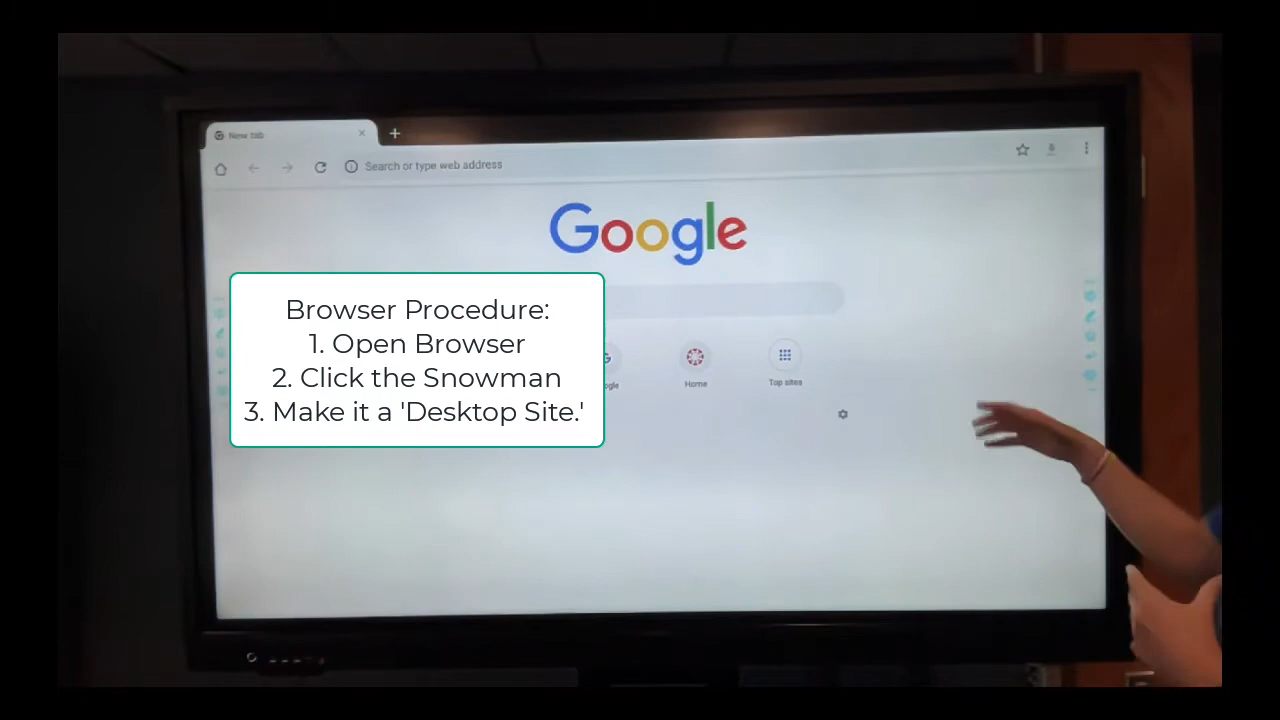 New tab
Search or type web address
Google
Browser Procedure:
1. Open Browser
2. Click the Snowman
3. Make it a 'Desktop Site.'
ogle
Home
Top sites